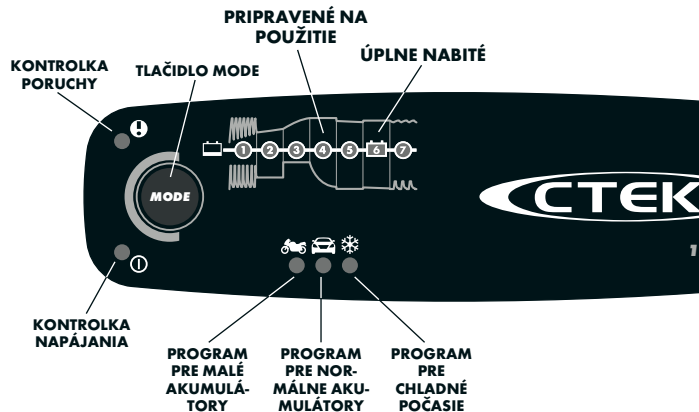 PRIPRAVENÉ NA
POUŽITIE
ÚPLNE NABITÉ
KONTROLKA
PORUCHY
TLAČIDLO MODE
1 2 3 4 5 6 7
MODE
CTEK
1
KONTROLKA
NAPÁJANIA
PROGRAM
PRE MALÉ
AKUMULÁ-
TORY
PROGRAM
PRE NOR-
MÁLNE AKU-
MULÁTORY
PROGRAM
PRE
CHLADNÉ
POČASIE